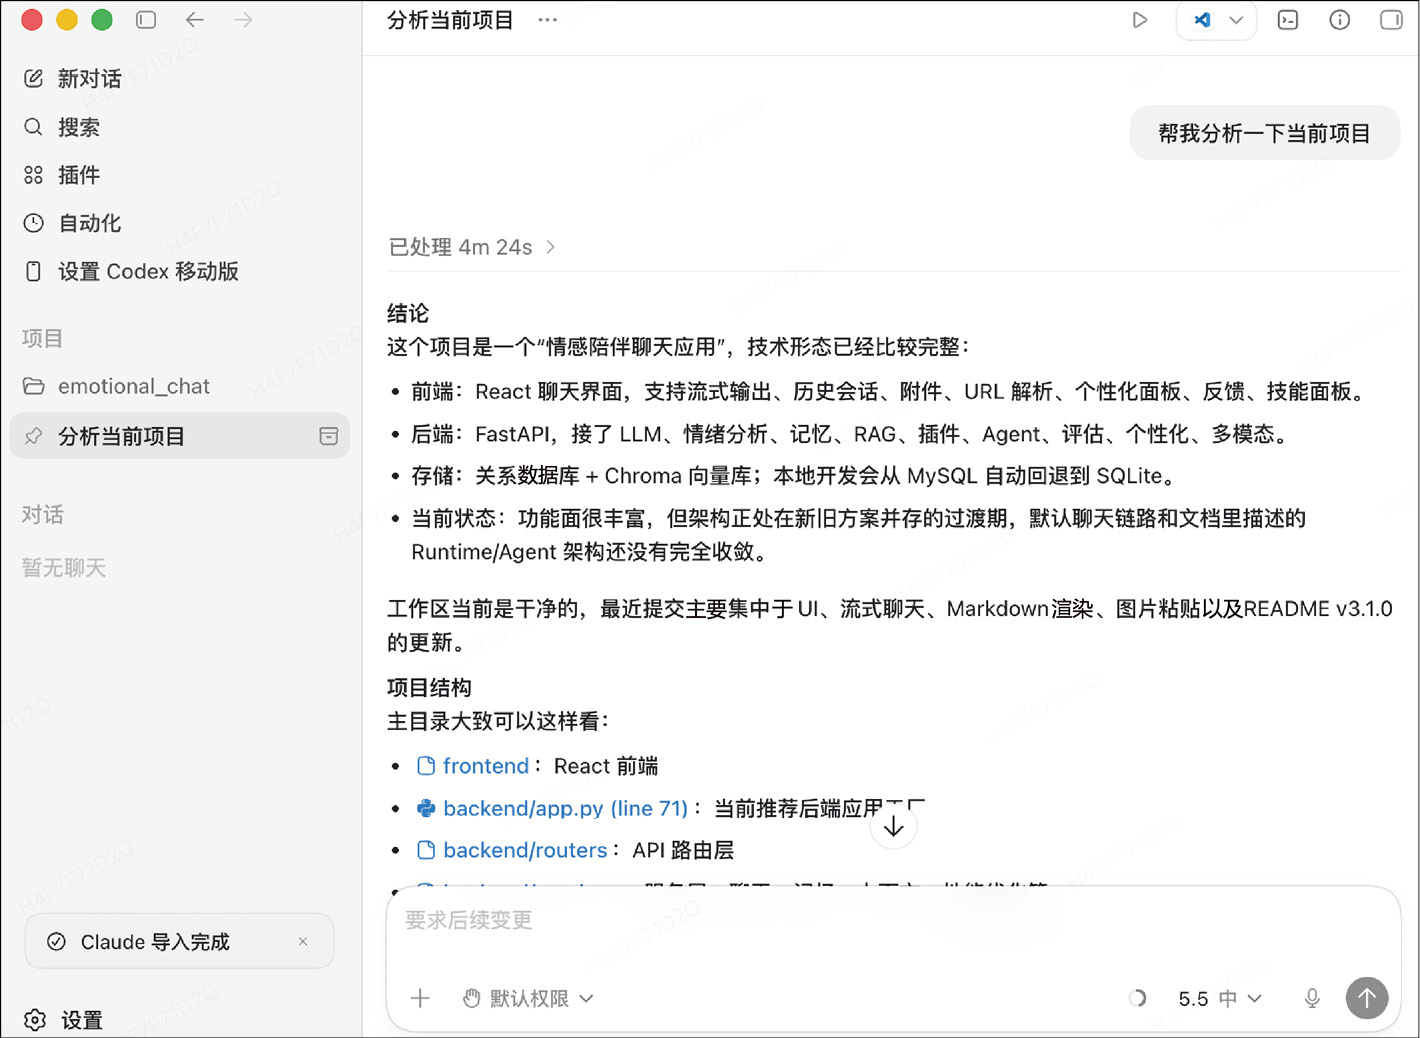 分析当前项目 ···
新对话
搜索
插件
自动化
设置 Codex 移动版
项目
emotional_chat
分析当前项目
对话
暂无聊天
Claude 导入完成 ×
设置
帮我分析一下当前项目
已处理 4m 24s >
结论
这个项目是一个“情感陪伴聊天应用”，技术形态已经比较完整：
• 前端：React 聊天界面，支持流式输出、历史会话、附件、URL 解析、个性化面板、反馈、技能面板。
• 后端：FastAPI，接了 LLM、情绪分析、记忆、RAG、插件、Agent、评估、个性化、多模态。
• 存储：关系数据库 + Chroma 向量库；本地开发会从 MySQL 自动回退到 SQLite。
• 当前状态：功能面很丰富，但架构正处在新旧方案并存的过渡期，默认聊天链路和文档里描述的
Runtime/Agent 架构还没有完全收敛。
工作区当前是干净的，最近提交主要集中于 UI、流式聊天、Markdown渲染、图片粘贴以及README v3.1.0
的更新。
项目结构
主目录大致可以这样看：
• frontend：React 前端
• backend/app.py (line 71)：当前推荐后端应用工厂
• backend/routers：API 路由层
要求后续变更
默认权限
5.5 中
H4F7F71D2Q